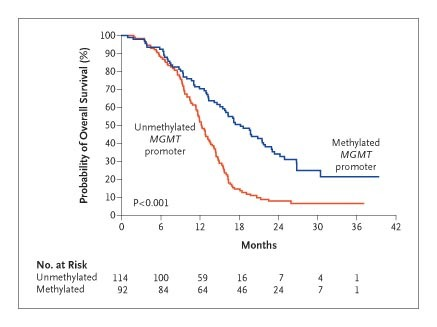 Probability of Overall Survival (%)
100
90
80
70
60
50
40
30
20
10
0
Unmethylated
MGMT
promoter
Methylated
MGMT
promoter
P<0.001
0 6 12 18 24 30 36 42
Months
No. at Risk
Unmethylated 114 100 59 16 7 4 1
Methylated 92 84 64 46 24 7 1